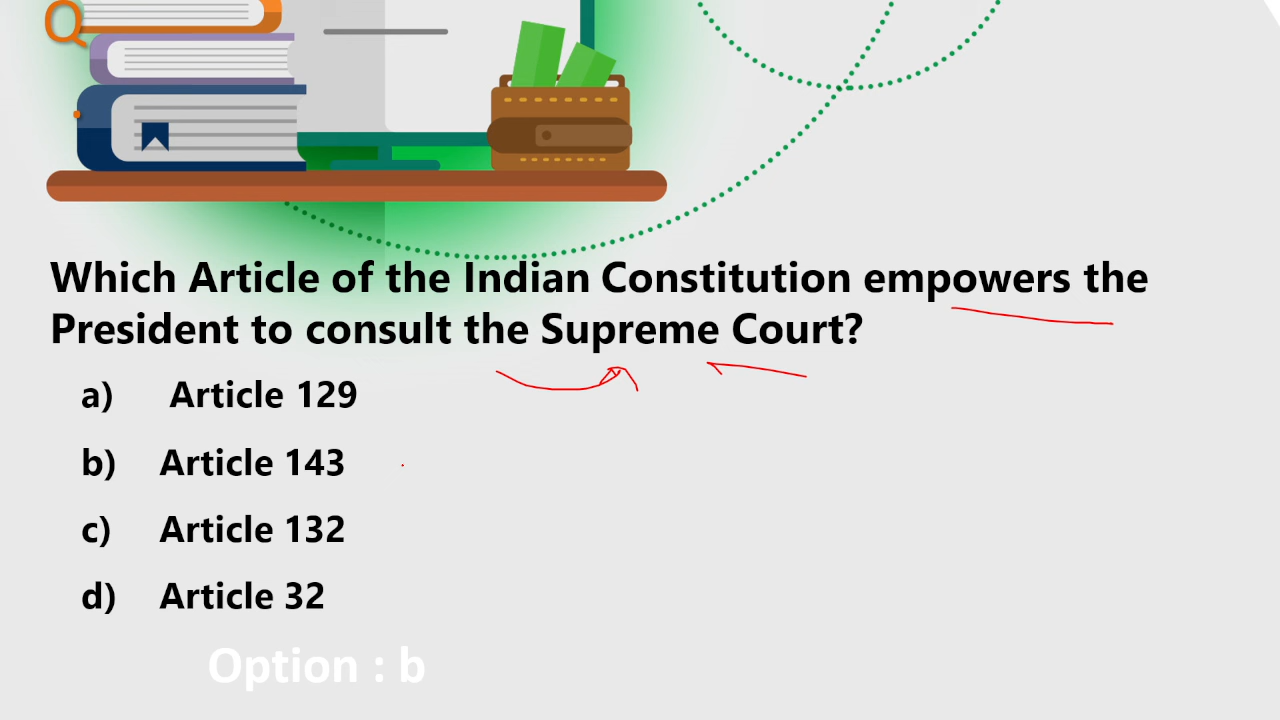 Q
Which Article of the Indian Constitution empowers the
President to consult the Supreme Court?
a) Article 129
b) Article 143
c) Article 132
d) Article 32
Option : b